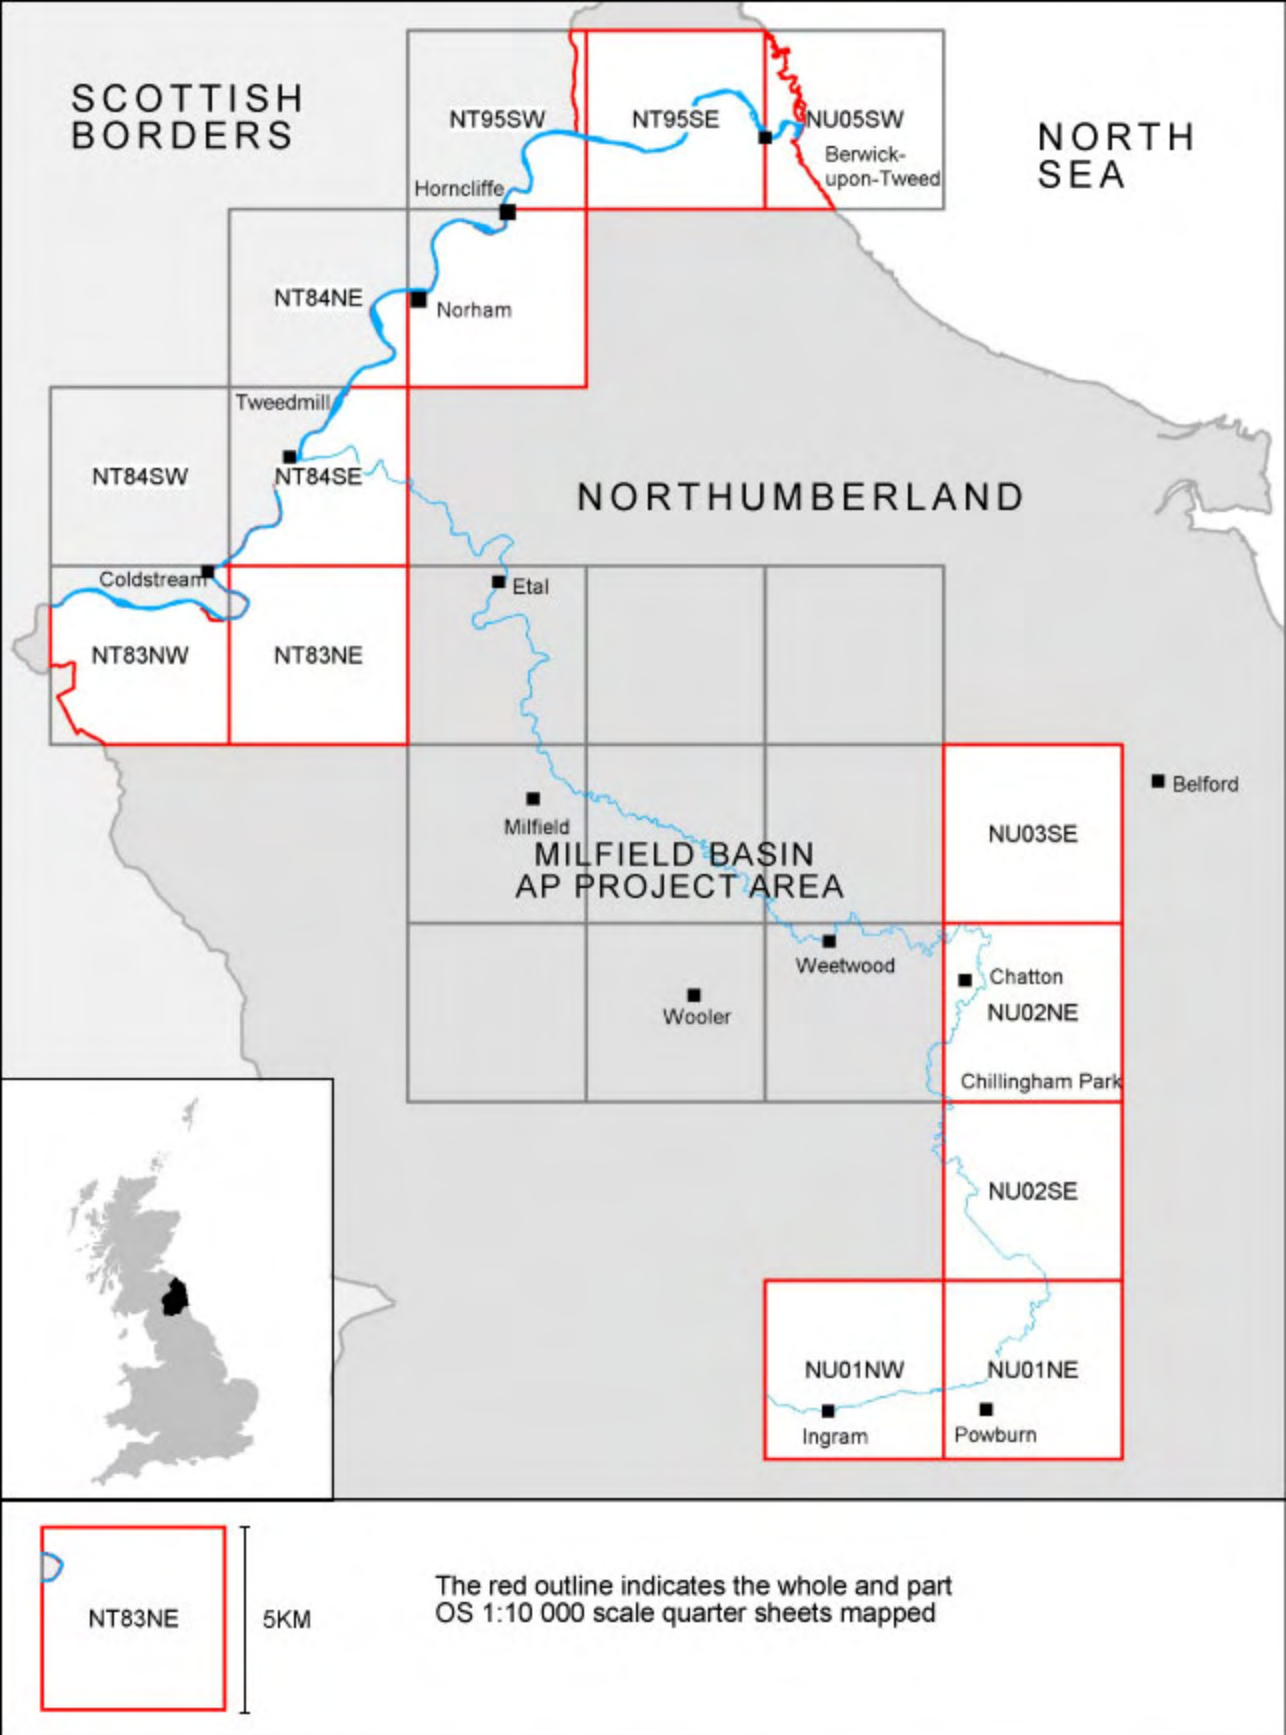 SCOTTISH
BORDERS
NORTH
SEA
NT95SW
NT95SE
NU05SW
Berwick-
upon-Tweed
Horncliffe
NT84NE
Norham
Tweedmill
NT84SW
NT84SE
NORTHUMBERLAND
Coldstream
Etal
NT83NW
NT83NE
Belford
Milfield
NU03SE
MILFIELD BASIN
AP PROJECT AREA
Weetwood
Chatton
Wooler
NU02NE
Chillingham Park
NU02SE
NU01NW
NU01NE
Ingram
Powburn
NT83NE
5KM
The red outline indicates the whole and part
OS 1:10 000 scale quarter sheets mapped